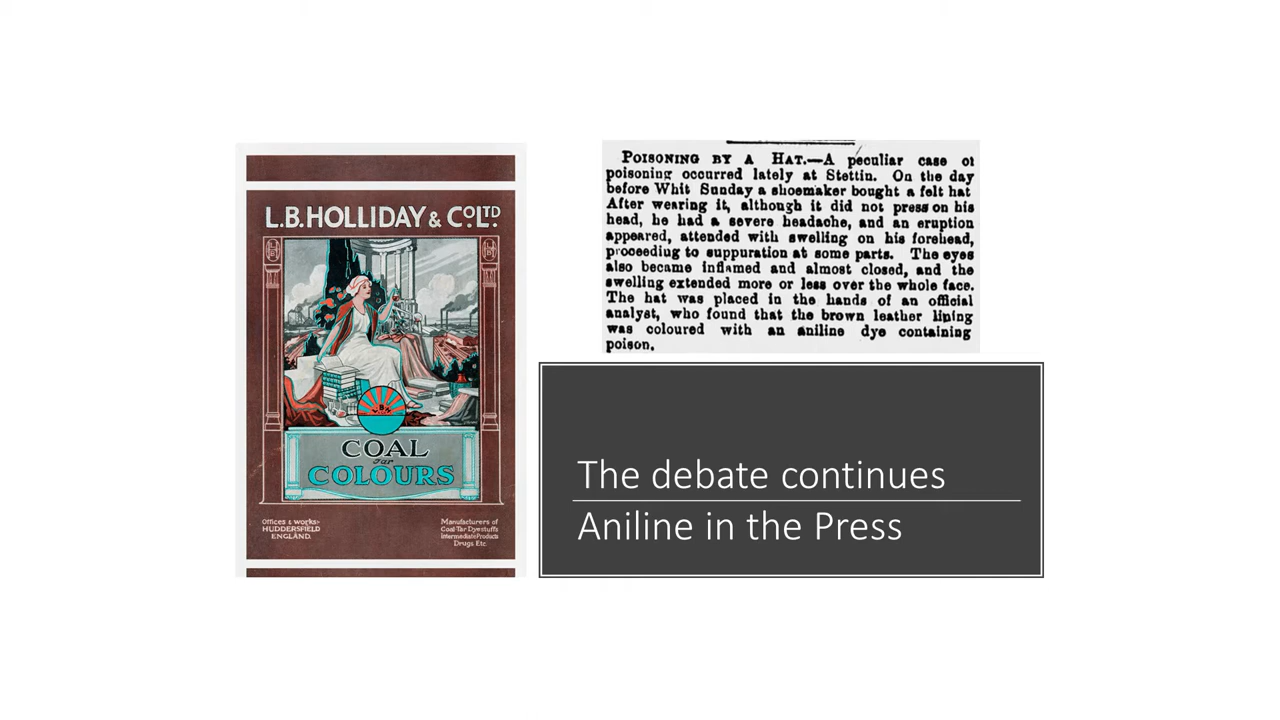 L.B.HOLLIDAY & CO. LTD.
COAL
Tar
COLOURS
Offices & Works>
HUDDERSFIELD
ENGLAND.
Manufacturers of
Coal-Tar Dyestuffs
Intermediate Products
Drugs Etc.
POISONING BY A HAT.—A peculiar case of
poisoning occurred lately at Stettin. On the day
before Whit Sunday a shoemaker bought a felt hat
After wearing it, although it did not press on his
head, he had a severe headache, and an eruption
appeared, attended with swelling on his forehead,
proceeding to suppuration at some parts. The eyes
also became inflamed and almost closed, and the
swelling extended more or less over the whole face.
The hat was placed in the hands of an official
analyst, who found that the brown leather lining
was coloured with an aniline dye containing
poison.
The debate continues
Aniline in the Press